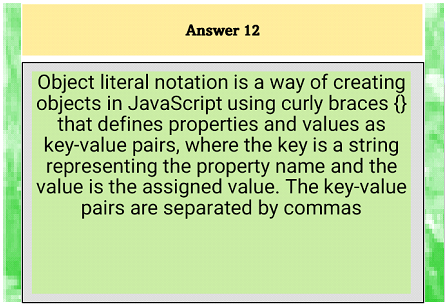 Answer 12
Object literal notation is a way of creating
objects in JavaScript using curly braces {}
that defines properties and values as
key-value pairs, where the key is a string
representing the property name and the
value is the assigned value. The key-value
pairs are separated by commas